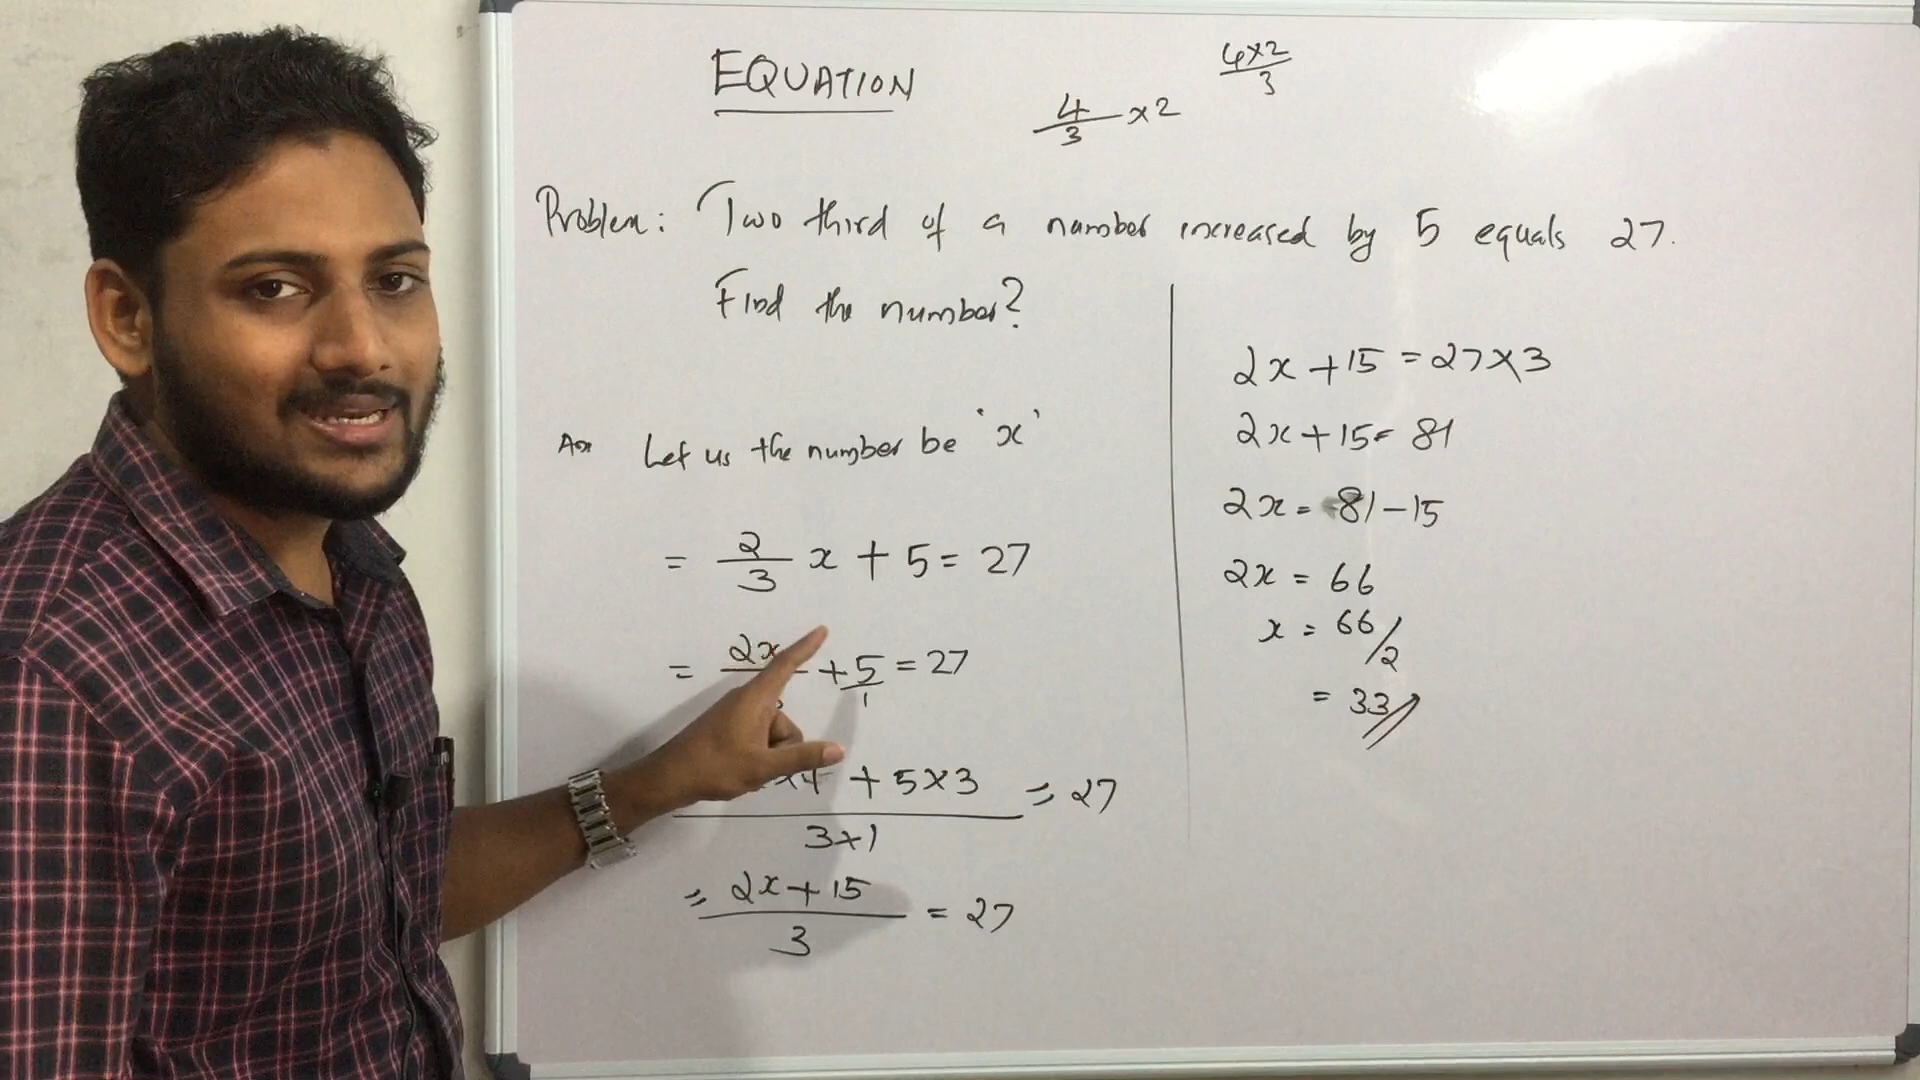 EQUATION
4/3 x2
4x2/3
Problem: Two third of a number increased by 5 equals 27.
Find the number?
Let us the number be 'x'
= 2/3 x + 5 = 27
= 2x + 5/1 = 27
+ 5x3 / 3x1 = 27
= 2x+15 / 3 = 27
2x +15 = 27x3
2x+15= 81
2x = 81-15
2x = 66
x = 66/2
= 33//